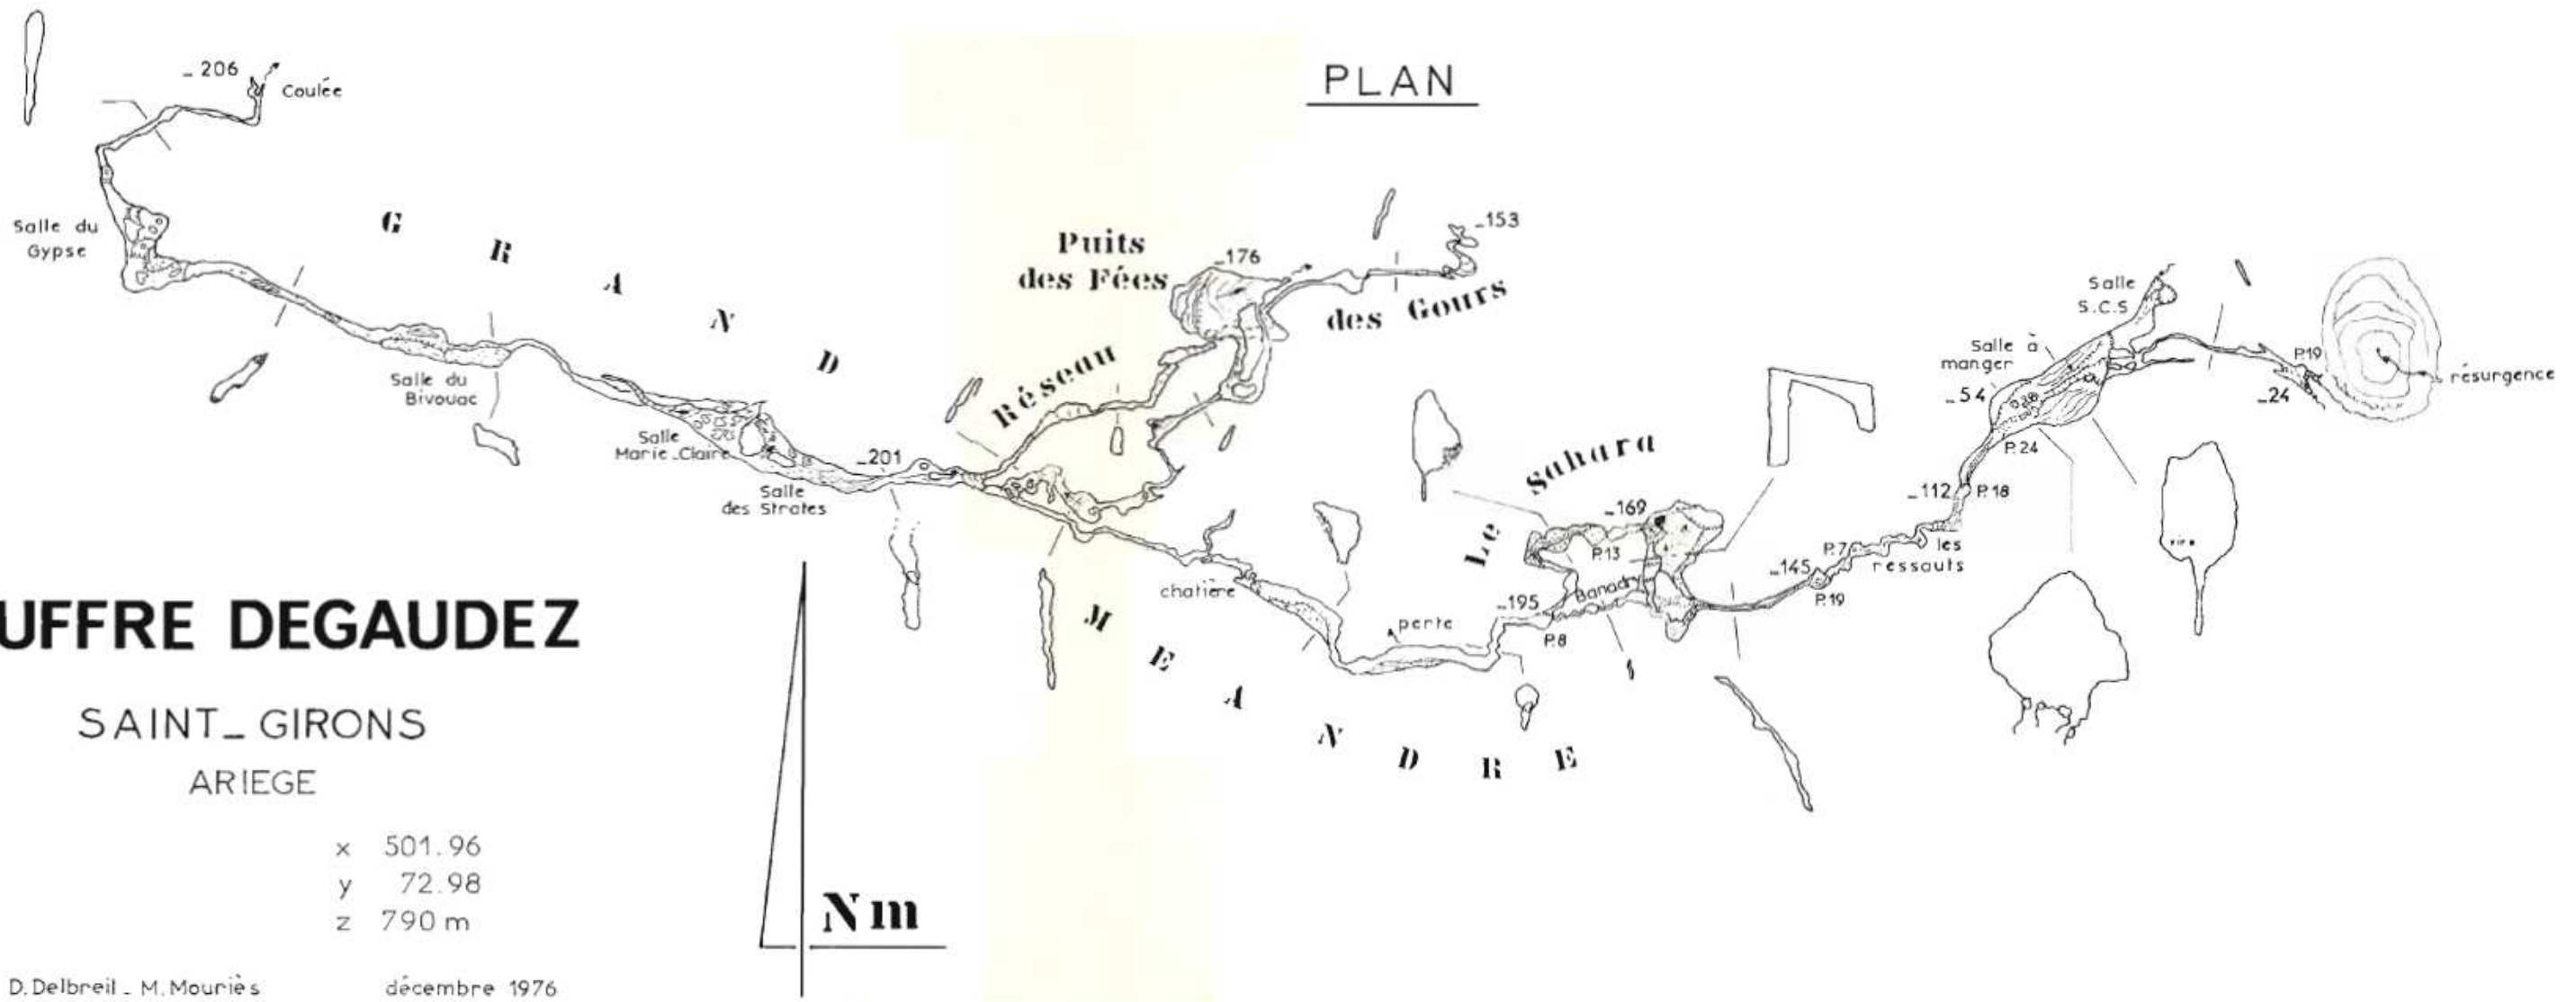 PLAN
_ 206
Coulée
Salle du
Gypse
GRAND
Salle du
Bivouac
Salle
Marie_Claire
Salle
des Strates
_201
Puits
des Fées
_176
_153
Réseau
des Gours
chatière
MEANDRE
perte
_195
P.8
Le Sahara
_169
P.13
_145
P.19
P.7
les
ressauts
_112
P.18
P.24
_54
Salle à
manger
Salle
S.C.S
P.19
_24
résurgence
UFFRE DEGAUDEZ
SAINT_GIRONS
ARIEGE
x 501.96
y 72.98
z 790 m
D.Delbreil _ M.Mouriès décembre 1976
Nm